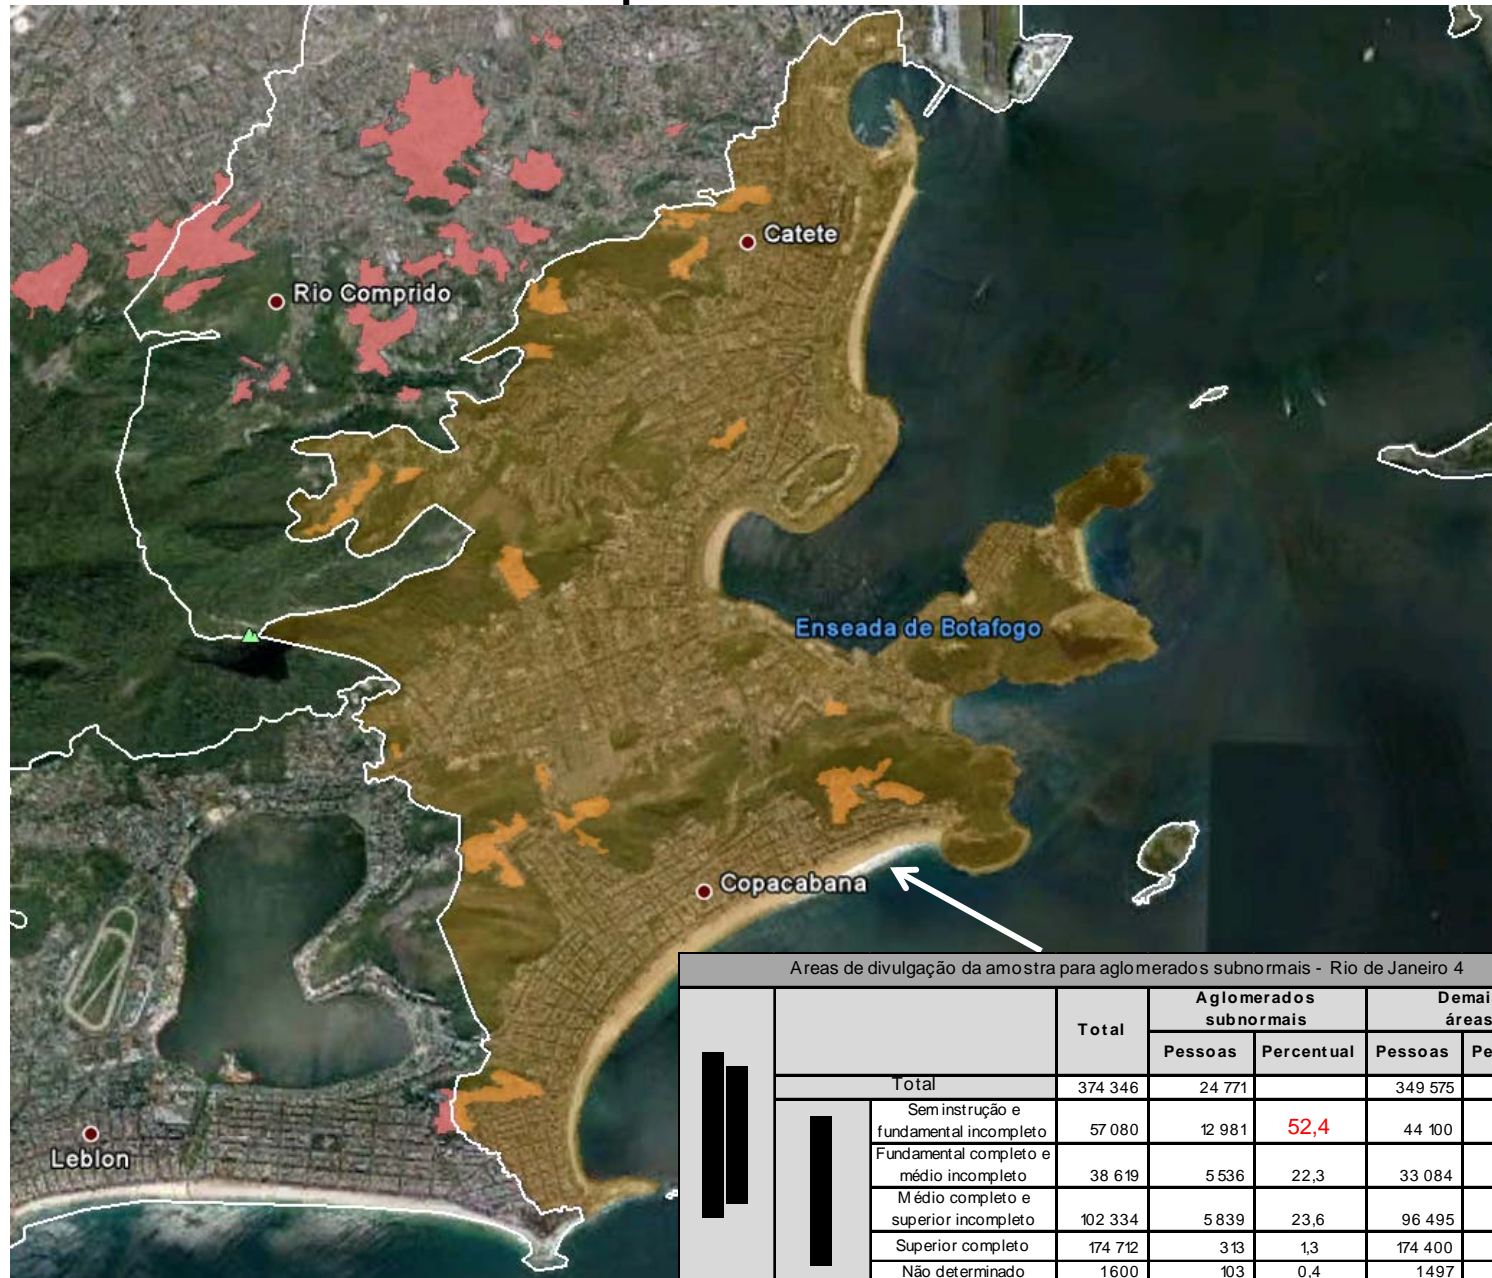 Catete
Rio Comprido
Enseada de Botafogo
Copacabana
Leblon
Areas de divulgação da amostra para aglomerados subnormais - Rio de Janeiro 4
Total Aglomerados subnormais áreas
Pessoas Percentual Pessoas
Total 374 346 24 771 349 575
Sem instrução e
fundamental incompleto 57 080 12 981 52,4 44 100
Fundamental completo e
médio incompleto 38 619 5 536 22,3 33 084
Médio completo e
superior incompleto 102 334 5 839 23,6 96 495
Superior completo 174 712 313 1,3 174 400
Não determinado 1 600 103 0,4 1 497